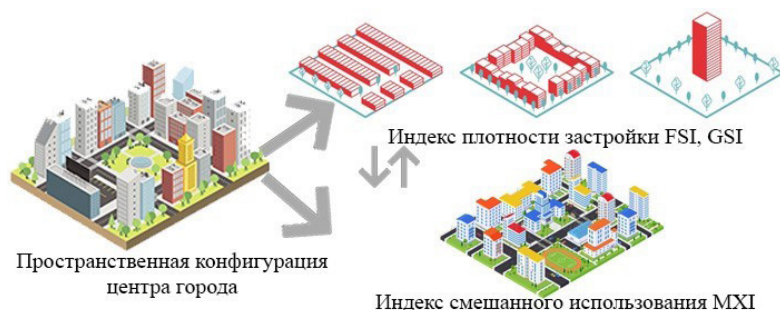 Индекс плотности застройки FSI, GSI
Пространственная конфигурация
центра города
Индекс смешанного использования MXI